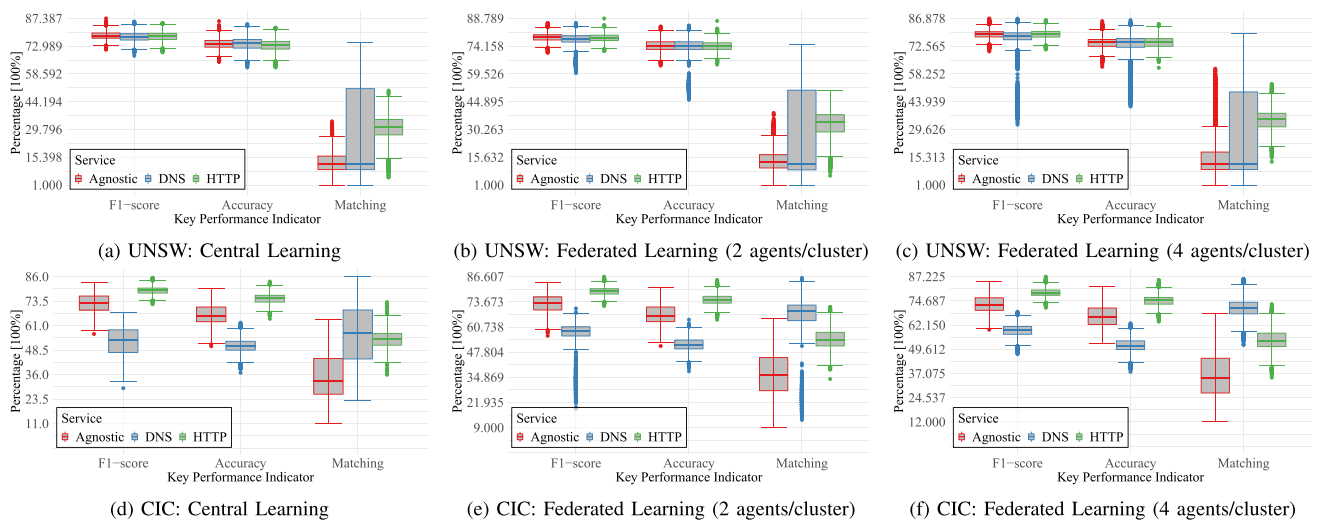 87.387
72.989
58.592
44.194
29.796
15.398
1.000
Percentage [100%]
Service
Agnostic DNS HTTP
F1−score Accuracy Matching
Key Performance Indicator
(a) UNSW: Central Learning
88.789
74.158
59.526
44.895
30.263
15.632
1.000
Percentage [100%]
Service
Agnostic DNS HTTP
F1−score Accuracy Matching
Key Performance Indicator
(b) UNSW: Federated Learning (2 agents/cluster)
86.878
72.565
58.252
43.939
29.626
15.313
1.000
Percentage [100%]
Service
Agnostic DNS HTTP
F1−score Accuracy Matching
Key Performance Indicator
(c) UNSW: Federated Learning (4 agents/cluster)
86.0
73.5
61.0
48.5
36.0
23.5
11.0
Percentage [100%]
Service
Agnostic DNS HTTP
F1−score Accuracy Matching
Key Performance Indicator
(d) CIC: Central Learning
86.607
73.673
60.738
47.804
34.869
21.935
9.000
Percentage [100%]
Service
Agnostic DNS HTTP
F1−score Accuracy Matching
Key Performance Indicator
(e) CIC: Federated Learning (2 agents/cluster)
87.225
74.687
62.150
49.612
37.075
24.537
12.000
Percentage [100%]
Service
Agnostic DNS HTTP
F1−score Accuracy Matching
Key Performance Indicator
(f) CIC: Federated Learning (4 agents/cluster)